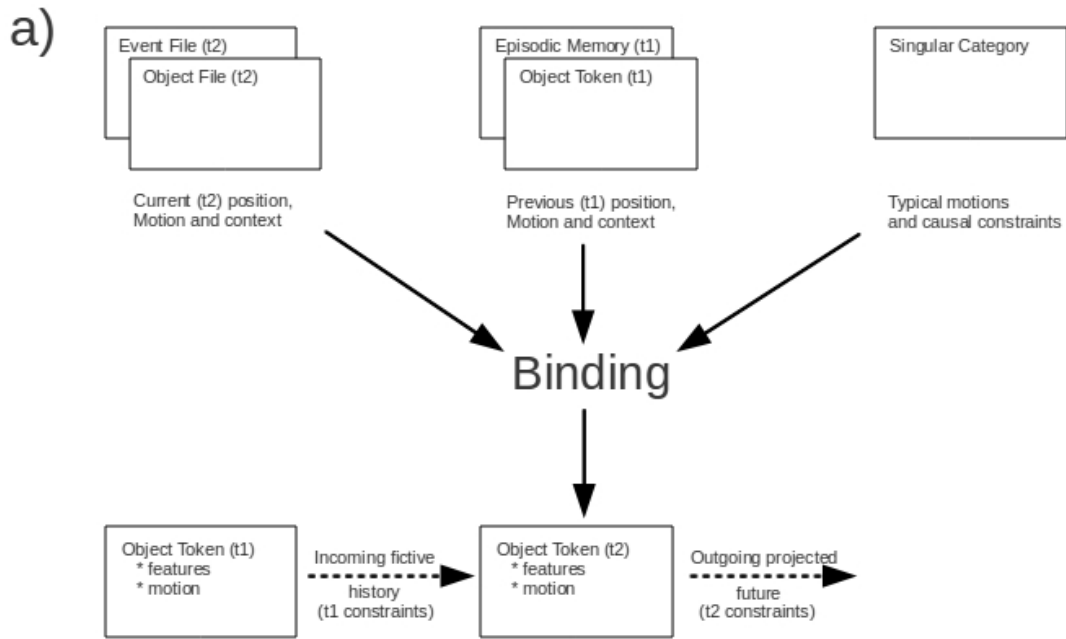 a)
Event File (t2)
Object File (t2)
Episodic Memory (t1)
Object Token (t1)
Singular Category
Current (t2) position,
Motion and context
Previous (t1) position,
Motion and context
Typical motions
and causal constraints
Binding
Object Token (t1)
* features
* motion
Incoming fictive
history
(t1 constraints)
Object Token (t2)
* features
* motion
Outgoing projected
future
(t2 constraints)